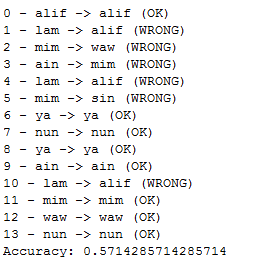 0 - alif -> alif (OK)
1 - lam -> alif (WRONG)
2 - mim -> waw (WRONG)
3 - ain -> mim (WRONG)
4 - lam -> alif (WRONG)
5 - mim -> sin (WRONG)
6 - ya -> ya (OK)
7 - nun -> nun (OK)
8 - ya -> ya (OK)
9 - ain -> ain (OK)
10 - lam -> alif (WRONG)
11 - mim -> mim (OK)
12 - waw -> waw (OK)
13 - nun -> nun (OK)
Accuracy: 0.5714285714285714